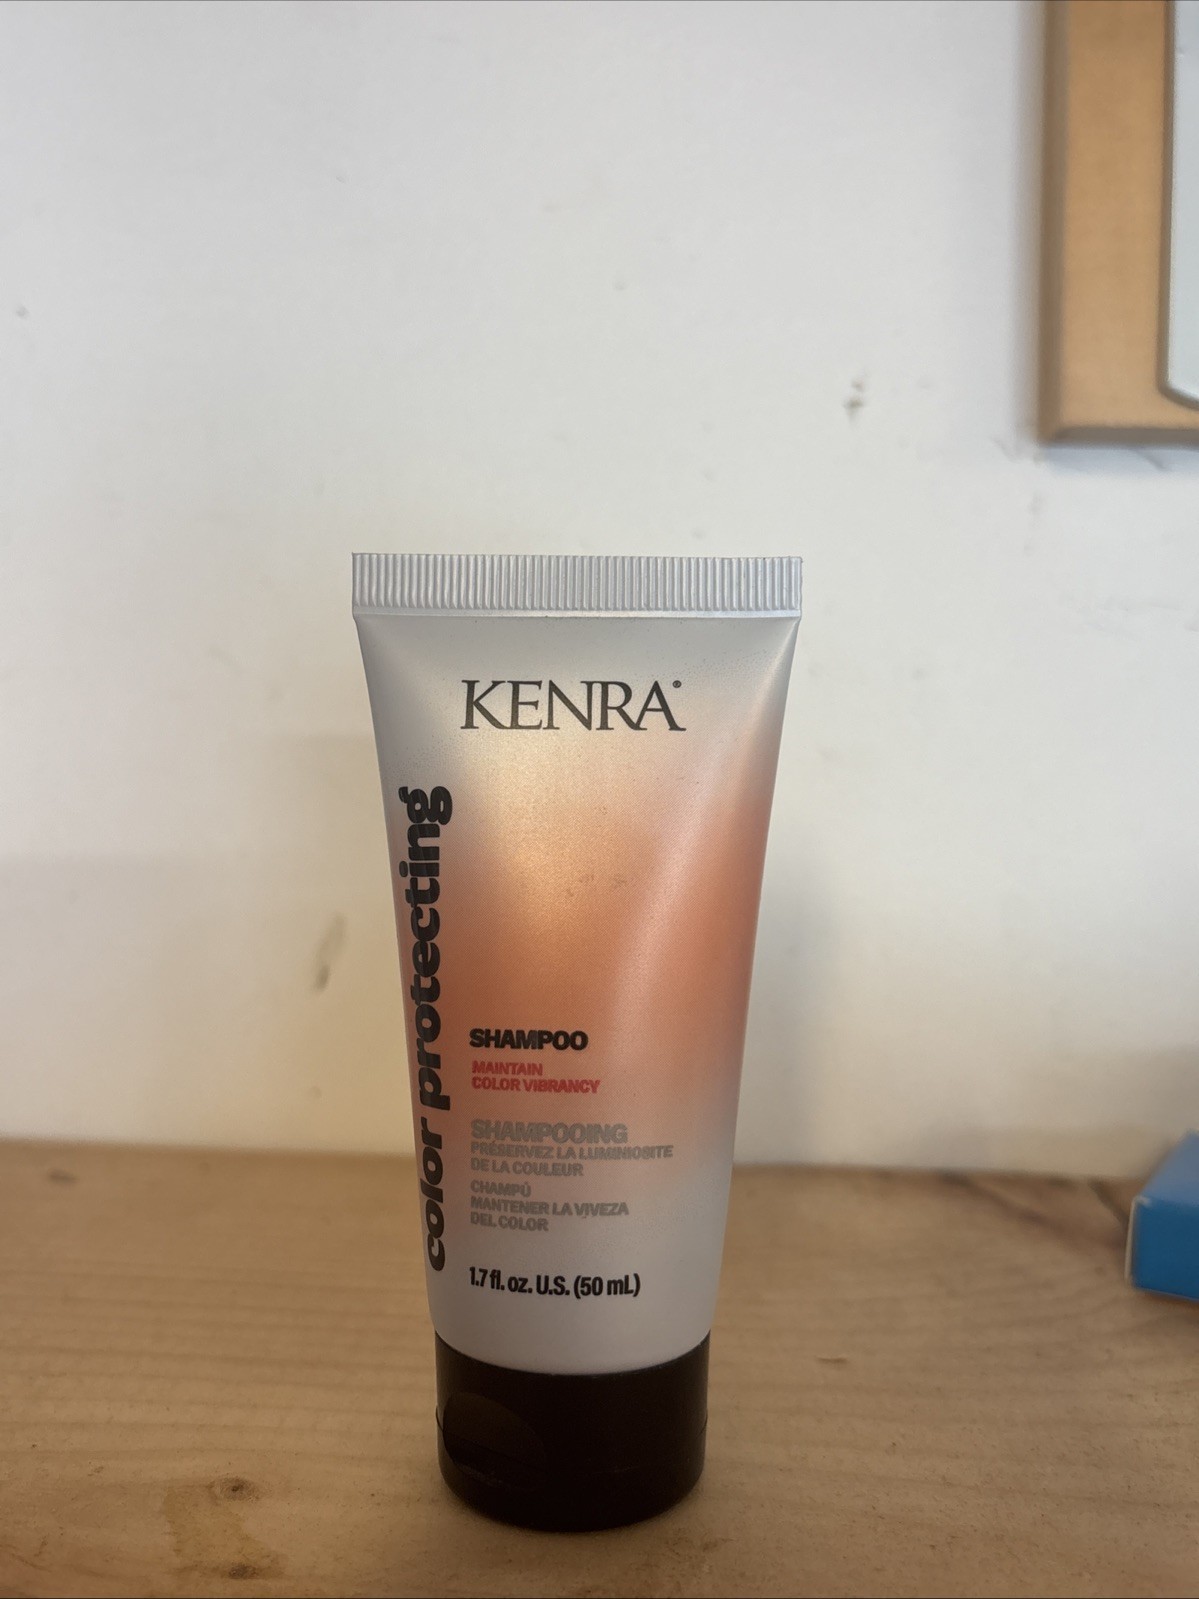 KENRA®
color protecting
SHAMPOO
MAINTAIN
COLOR VIBRANCY
SHAMPOOING
PRÉSERVEZ LA LUMINIOSITE
DE LA COULEUR
CHAMPÚ
MANTENER LA VIVEZA
DEL COLOR
1.7 fl. oz. U.S. (50 mL)